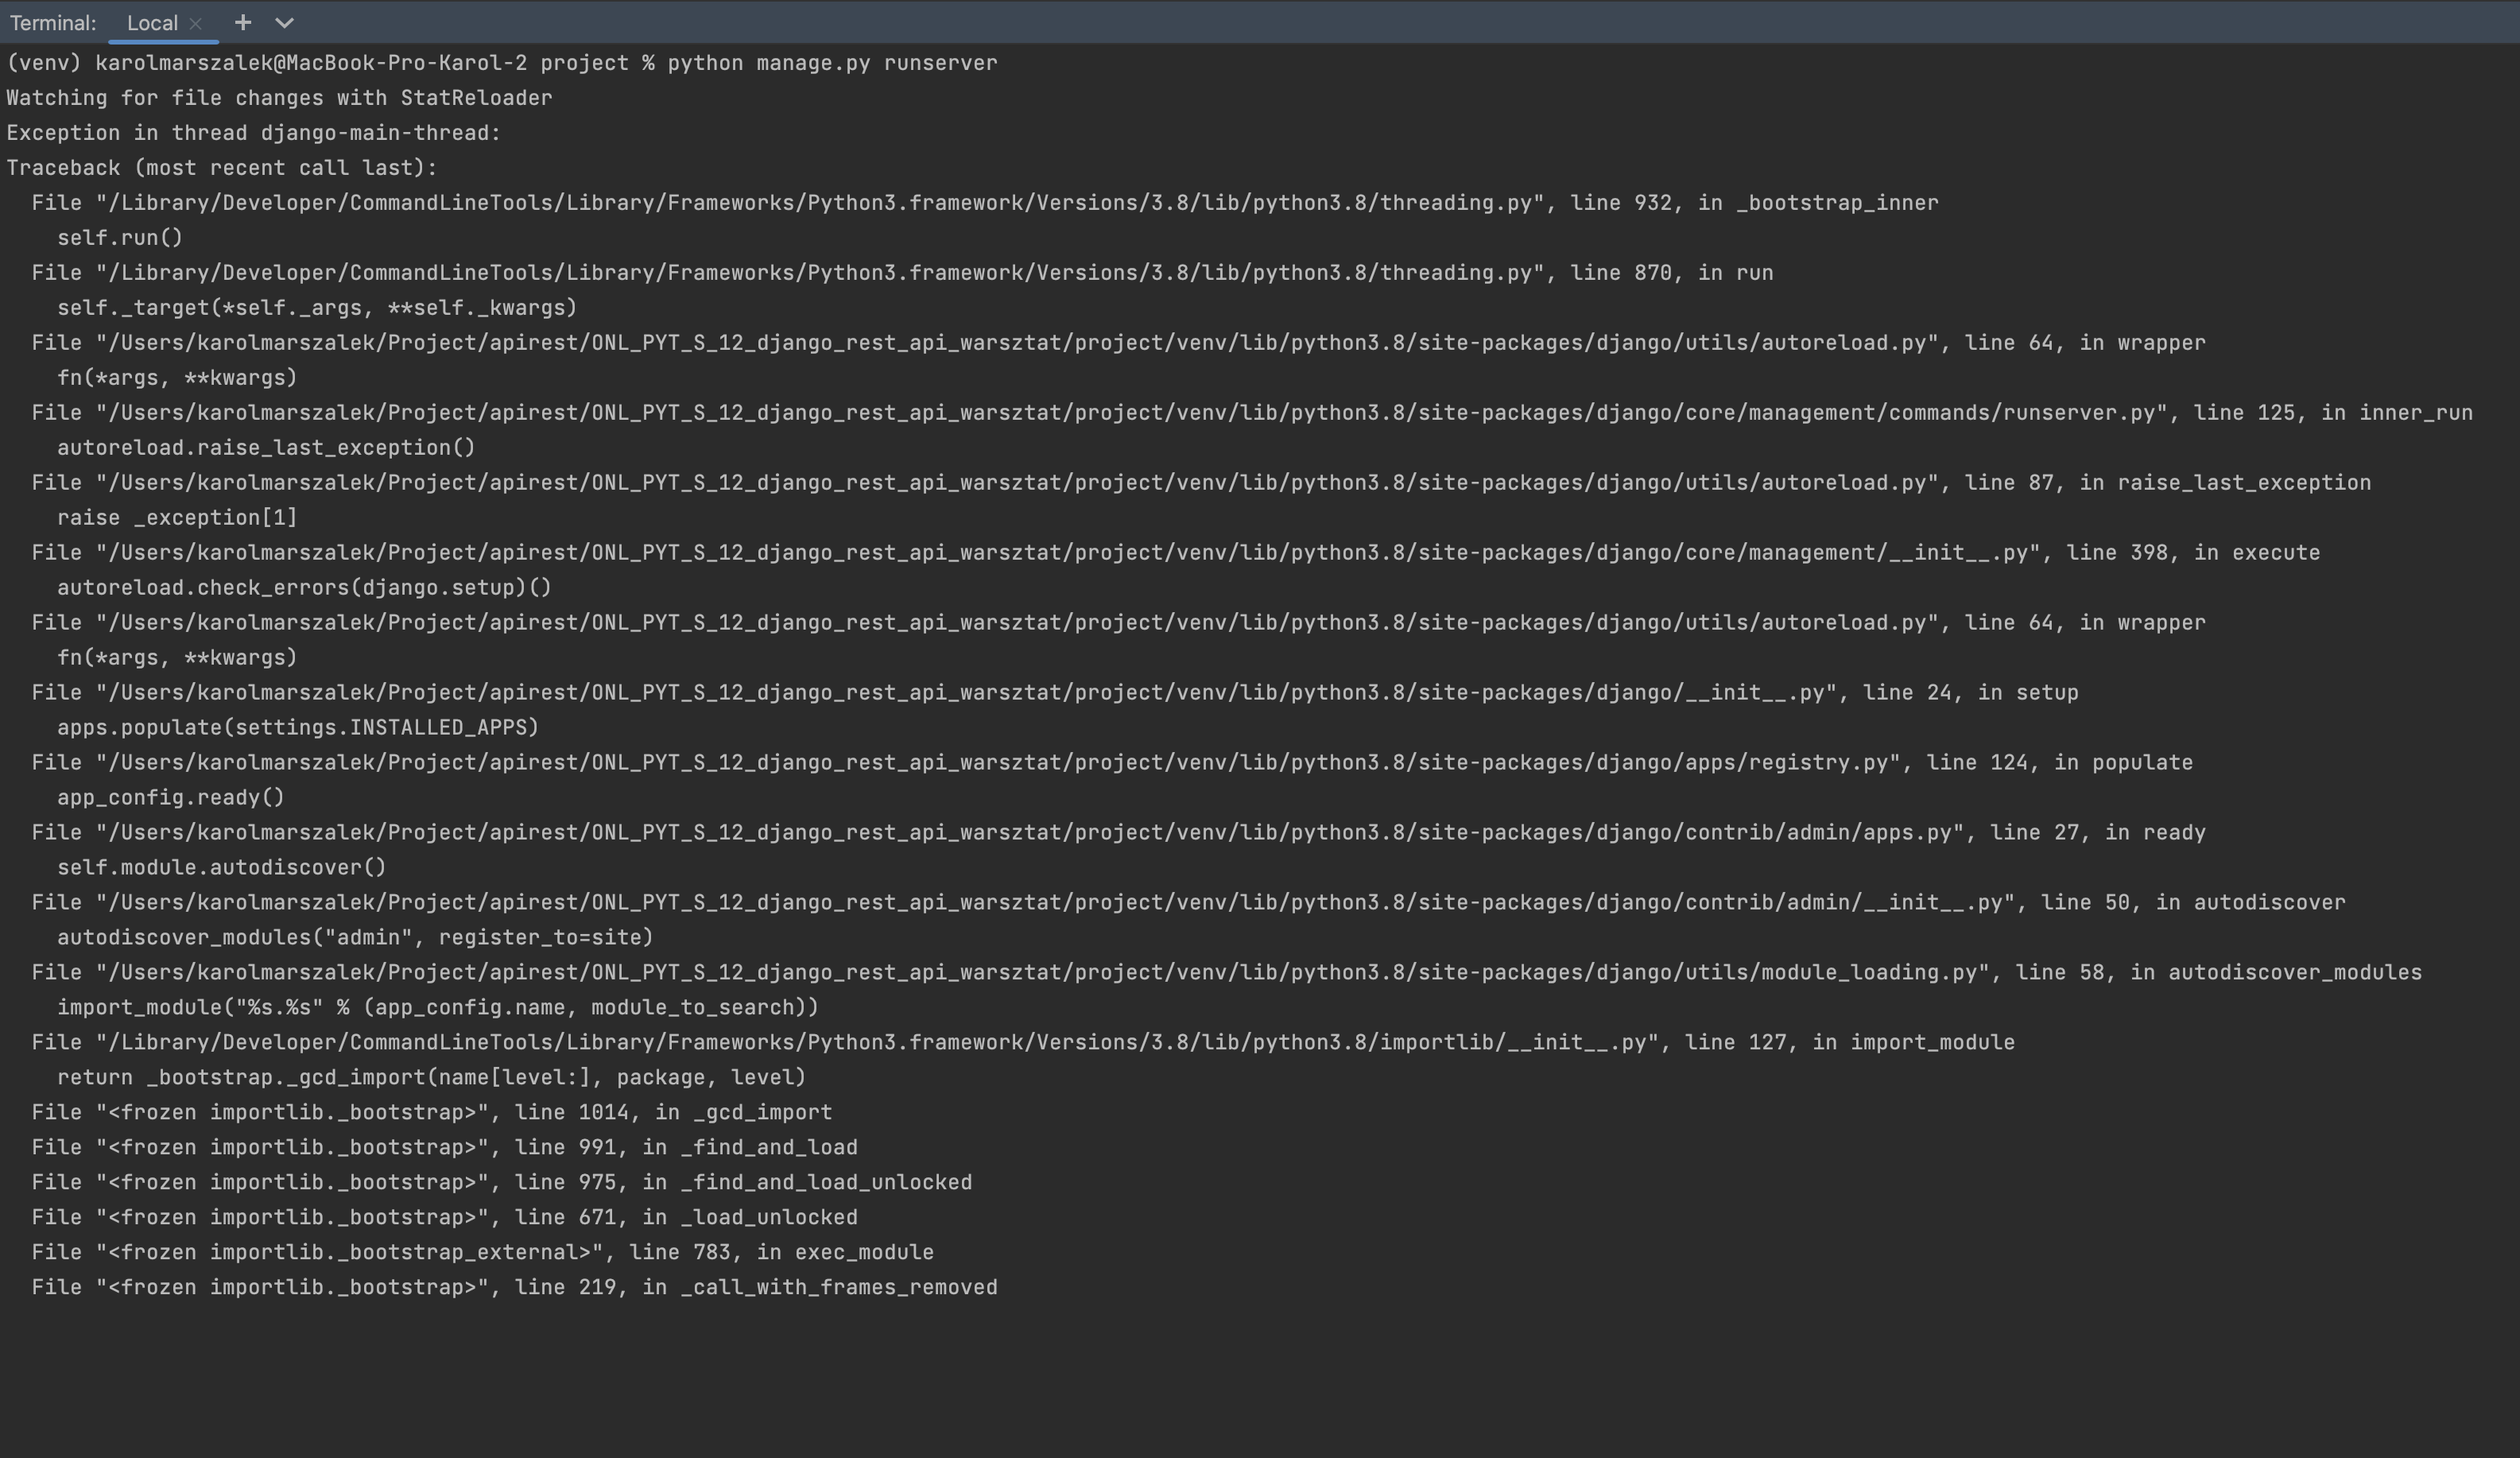 Terminal: Local
(venv) karolmarszalek@MacBook-Pro-Karol-2 project % python manage.py runserver
Watching for file changes with StatReloader
Exception in thread django-main-thread:
Traceback (most recent call last):
  File "/Library/Developer/CommandLineTools/Library/Frameworks/Python3.framework/Versions/3.8/lib/python3.8/threading.py", line 932, in _bootstrap_inner
    self.run()
  File "/Library/Developer/CommandLineTools/Library/Frameworks/Python3.framework/Versions/3.8/lib/python3.8/threading.py", line 870, in run
    self._target(*self._args, **self._kwargs)
  File "/Users/karolmarszalek/Project/apirest/ONL_PYT_S_12_django_rest_api_warsztat/project/venv/lib/python3.8/site-packages/django/utils/autoreload.py", line 64, in wrapper
    fn(*args, **kwargs)
  File "/Users/karolmarszalek/Project/apirest/ONL_PYT_S_12_django_rest_api_warsztat/project/venv/lib/python3.8/site-packages/django/core/management/commands/runserver.py", line 125, in inner_run
    autoreload.raise_last_exception()
  File "/Users/karolmarszalek/Project/apirest/ONL_PYT_S_12_django_rest_api_warsztat/project/venv/lib/python3.8/site-packages/django/utils/autoreload.py", line 87, in raise_last_exception
    raise _exception[1]
  File "/Users/karolmarszalek/Project/apirest/ONL_PYT_S_12_django_rest_api_warsztat/project/venv/lib/python3.8/site-packages/django/core/management/__init__.py", line 398, in execute
    autoreload.check_errors(django.setup)()
  File "/Users/karolmarszalek/Project/apirest/ONL_PYT_S_12_django_rest_api_warsztat/project/venv/lib/python3.8/site-packages/django/utils/autoreload.py", line 64, in wrapper
    fn(*args, **kwargs)
  File "/Users/karolmarszalek/Project/apirest/ONL_PYT_S_12_django_rest_api_warsztat/project/venv/lib/python3.8/site-packages/django/__init__.py", line 24, in setup
    apps.populate(settings.INSTALLED_APPS)
  File "/Users/karolmarszalek/Project/apirest/ONL_PYT_S_12_django_rest_api_warsztat/project/venv/lib/python3.8/site-packages/django/apps/registry.py", line 124, in populate
    app_config.ready()
  File "/Users/karolmarszalek/Project/apirest/ONL_PYT_S_12_django_rest_api_warsztat/project/venv/lib/python3.8/site-packages/django/contrib/admin/apps.py", line 27, in ready
    self.module.autodiscover()
  File "/Users/karolmarszalek/Project/apirest/ONL_PYT_S_12_django_rest_api_warsztat/project/venv/lib/python3.8/site-packages/django/contrib/admin/__init__.py", line 50, in autodiscover
    autodiscover_modules("admin", register_to=site)
  File "/Users/karolmarszalek/Project/apirest/ONL_PYT_S_12_django_rest_api_warsztat/project/venv/lib/python3.8/site-packages/django/utils/module_loading.py", line 58, in autodiscover_modules
    import_module("%s.%s" % (app_config.name, module_to_search))
  File "/Library/Developer/CommandLineTools/Library/Frameworks/Python3.framework/Versions/3.8/lib/python3.8/importlib/__init__.py", line 127, in import_module
    return _bootstrap._gcd_import(name[level:], package, level)
  File "<frozen importlib._bootstrap>", line 1014, in _gcd_import
  File "<frozen importlib._bootstrap>", line 991, in _find_and_load
  File "<frozen importlib._bootstrap>", line 975, in _find_and_load_unlocked
  File "<frozen importlib._bootstrap>", line 671, in _load_unlocked
  File "<frozen importlib._bootstrap_external>", line 783, in exec_module
  File "<frozen importlib._bootstrap>", line 219, in _call_with_frames_removed